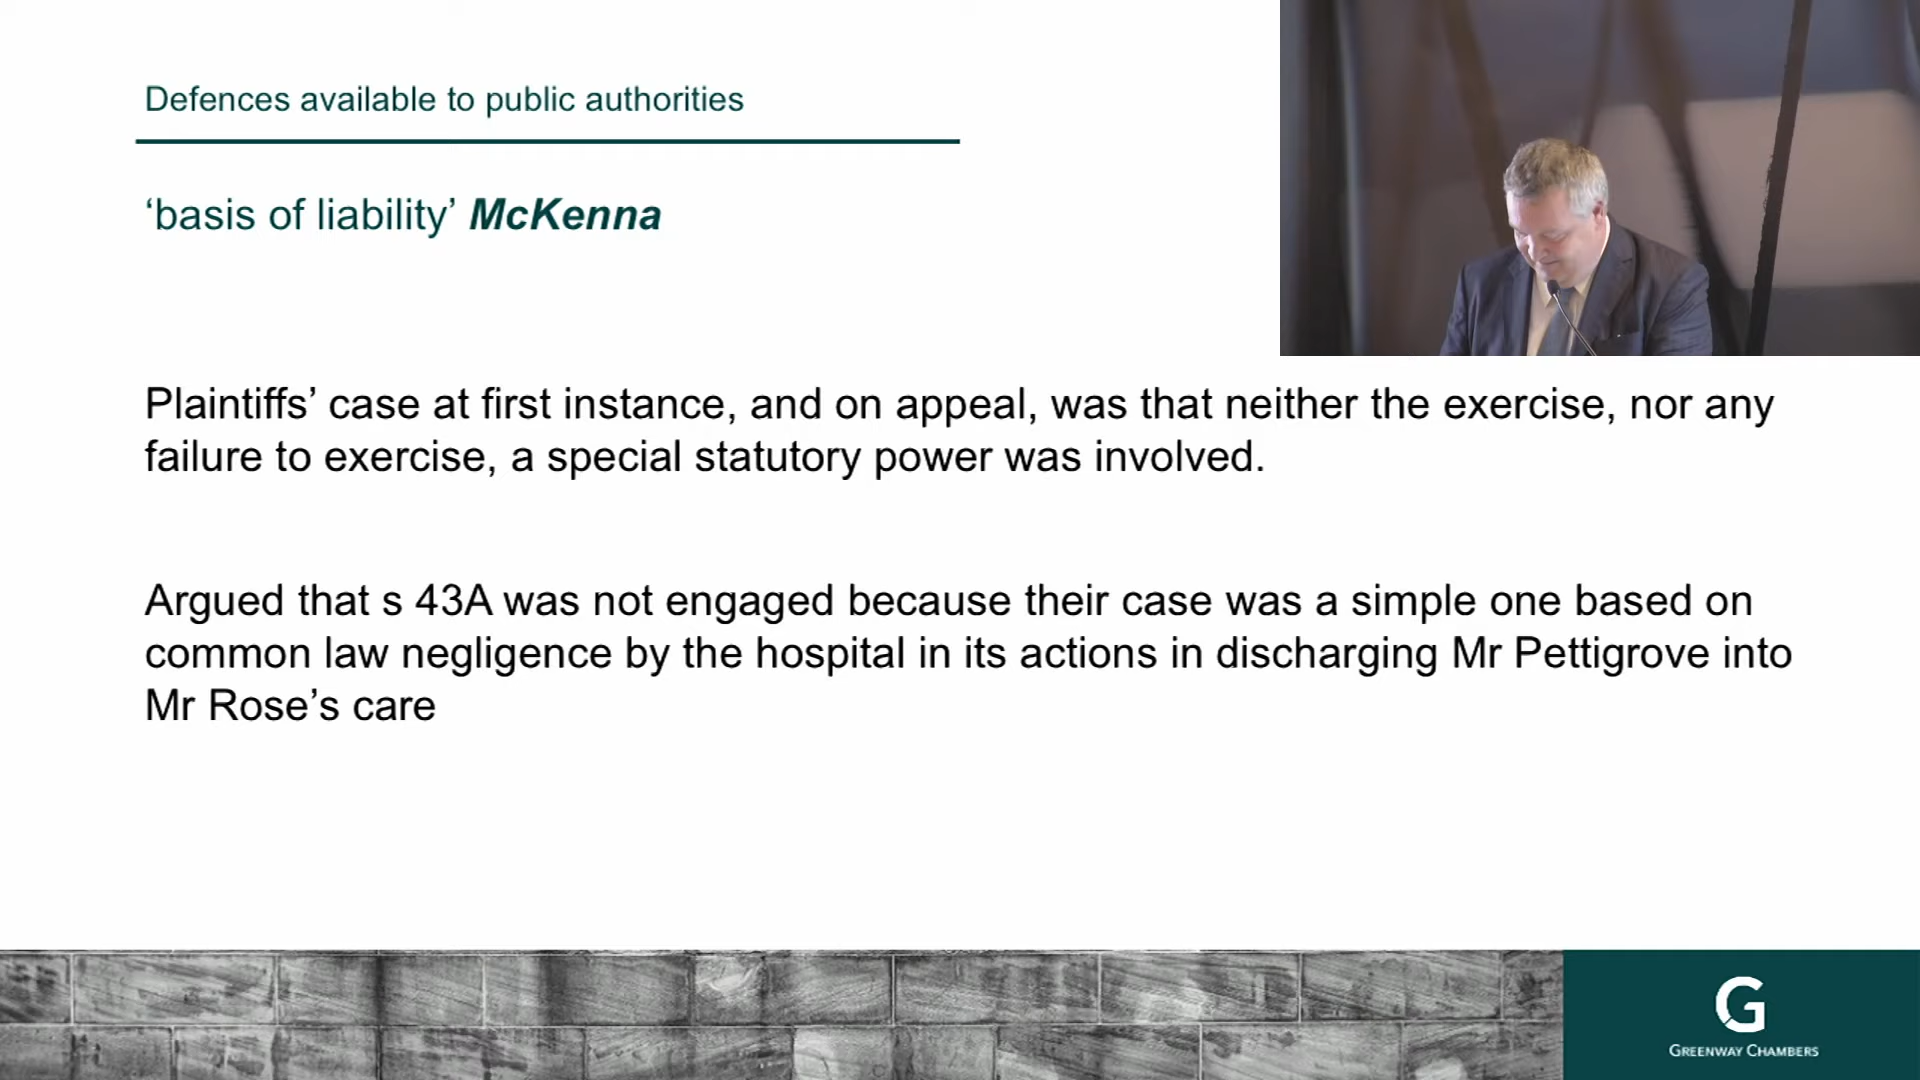 Defences available to public authorities
‘basis of liability’ McKenna
Plaintiffs’ case at first instance, and on appeal, was that neither the exercise, nor any
failure to exercise, a special statutory power was involved.
Argued that s 43A was not engaged because their case was a simple one based on
common law negligence by the hospital in its actions in discharging Mr Pettigrove into
Mr Rose’s care
G
GREENWAY CHAMBERS